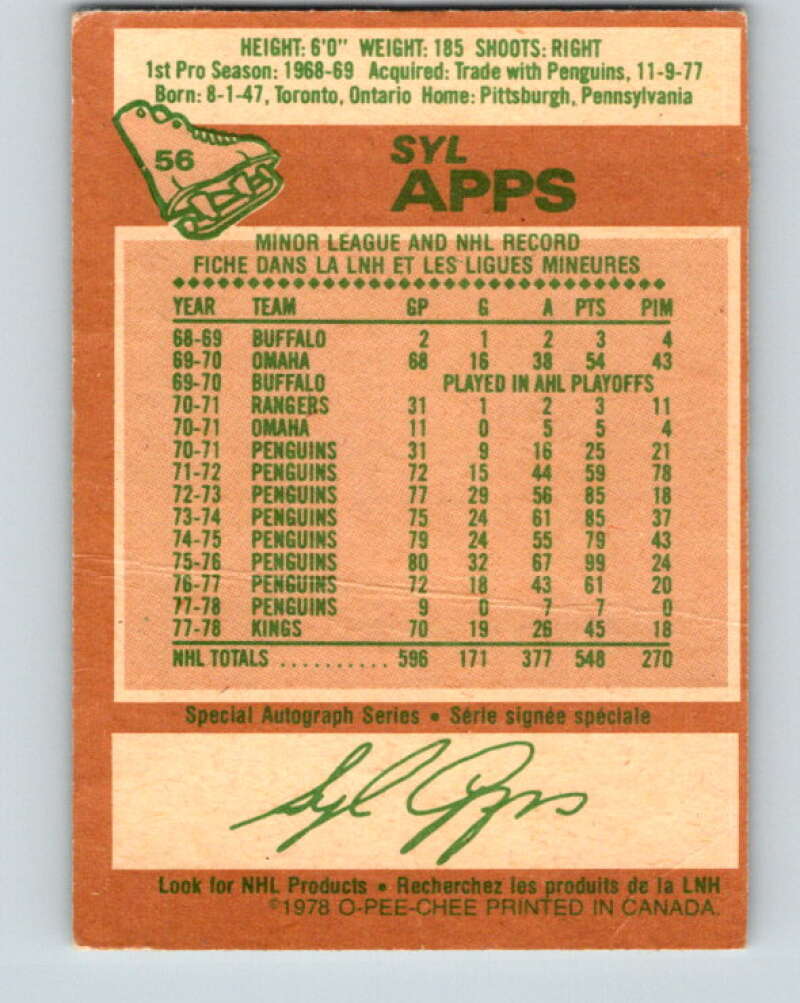 HEIGHT: 6'0" WEIGHT: 185 SHOOTS: RIGHT
1st Pro Season: 1968-69 Acquired: Trade with Penguins, 11-9-77
Born: 8-1-47, Toronto, Ontario Home: Pittsburgh, Pennsylvania
56
SYL
APPS
MINOR LEAGUE AND NHL RECORD
FICHE DANS LA LNH ET LES LIGUES MINEURES
YEAR TEAM GP G A PTS PIM
68-69 BUFFALO 2 1 2 3 4
69-70 OMAHA 68 16 38 54 43
69-70 BUFFALO PLAYED IN AHL PLAYOFFS
70-71 RANGERS 31 1 2 3 11
70-71 OMAHA 11 0 5 5 4
70-71 PENGUINS 31 9 16 25 21
71-72 PENGUINS 72 15 44 59 78
72-73 PENGUINS 77 29 56 85 18
73-74 PENGUINS 75 24 61 85 37
74-75 PENGUINS 79 24 55 79 43
75-76 PENGUINS 80 32 67 99 24
76-77 PENGUINS 72 18 43 61 20
77-78 PENGUINS 9 0 7 7 0
77-78 KINGS 70 19 26 45 18
NHL TOTALS .......... 596 171 377 548 270
Special Autograph Series • Série signée spéciale
Syl Apps
Look for NHL Products • Recherchez les produits de la LNH
©1978 O-PEE-CHEE PRINTED IN CANADA.